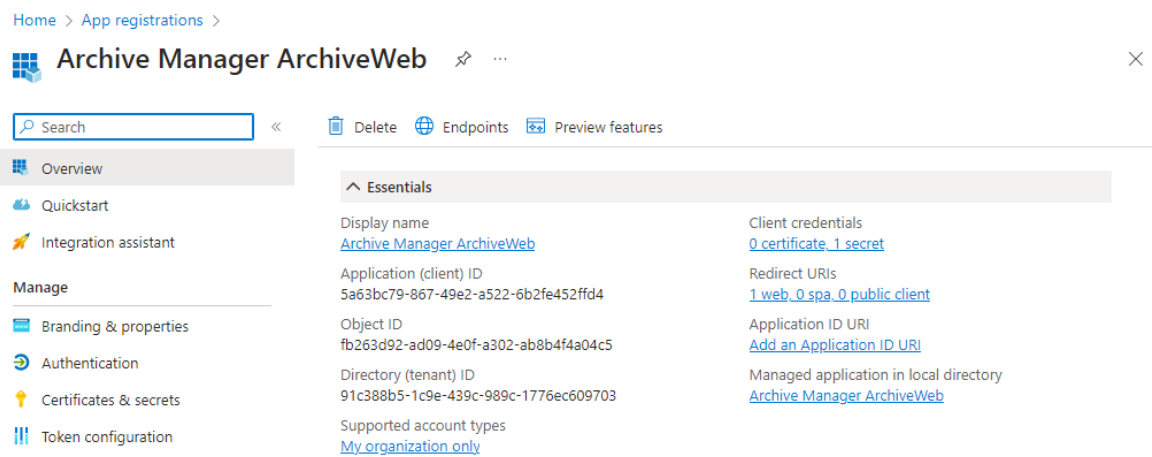 Home > App registrations >
Archive Manager ArchiveWeb ...
Search «
Delete Endpoints Preview features
Overview
Quickstart
Integration assistant
Manage
Branding & properties
Authentication
Certificates & secrets
Token configuration
Essentials
Display name
Archive Manager ArchiveWeb
Application (client) ID
5a63bc79-867-49e2-a522-6b2fe452ffd4
Object ID
fb263d92-ad09-4e0f-a302-ab8b4f4a04c5
Directory (tenant) ID
91c388b5-1c9e-439c-989c-1776ec609703
Supported account types
My organization only
Client credentials
0 certificate, 1 secret
Redirect URIs
1 web, 0 spa, 0 public client
Application ID URI
Add an Application ID URI
Managed application in local directory
Archive Manager ArchiveWeb